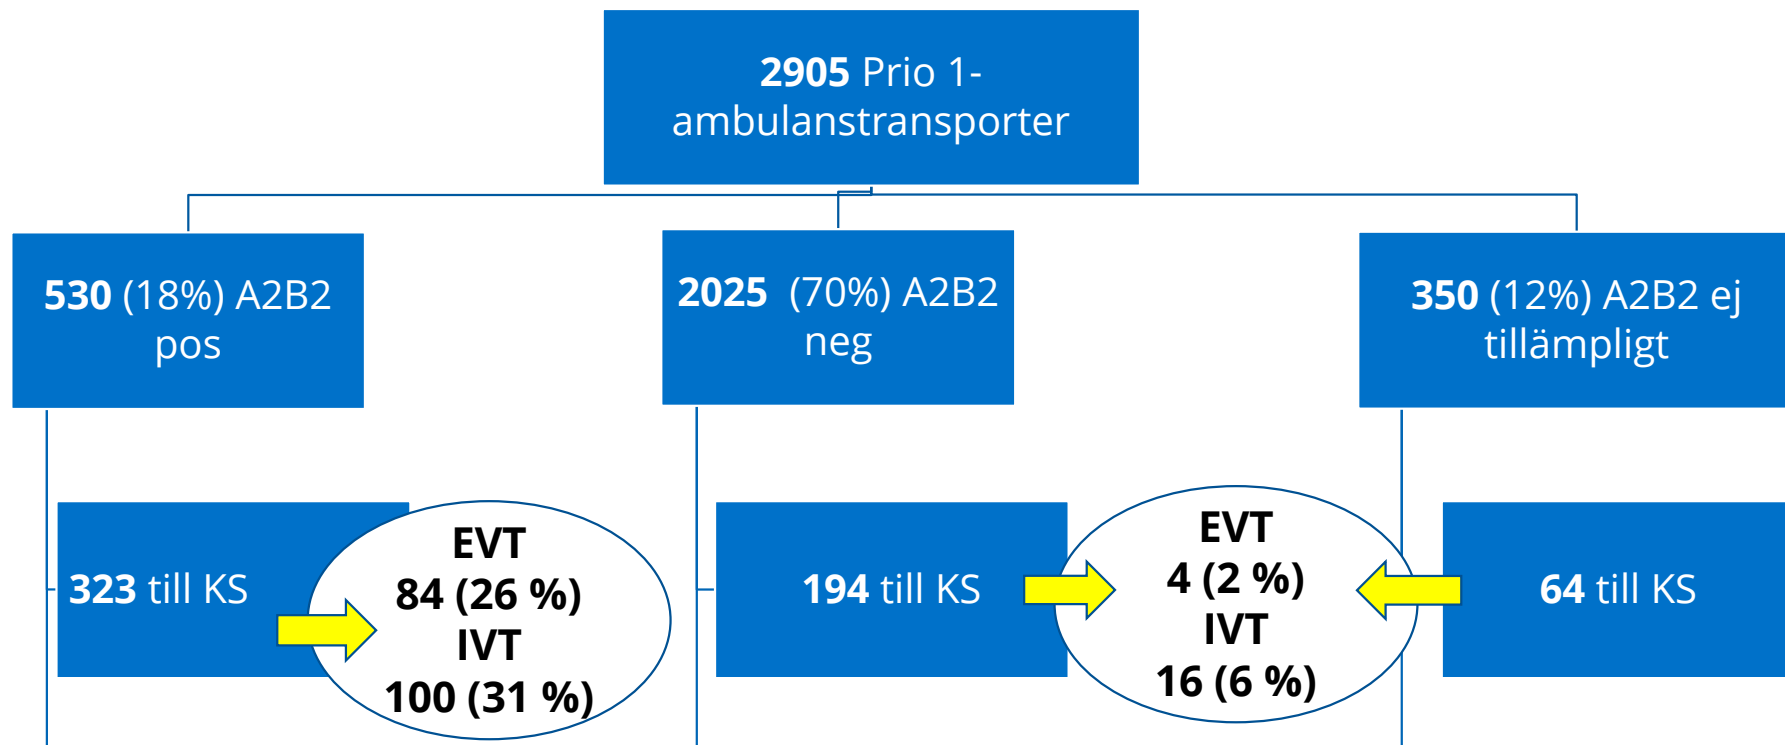 2905 Prio 1-
ambulanstransporter
530 (18%) A2B2
pos
2025 (70%) A2B2
neg
350 (12%) A2B2 ej
tillämpligt
323 till KS
EVT
84 (26 %)
IVT
100 (31 %)
194 till KS
EVT
4 (2 %)
IVT
16 (6 %)
64 till KS